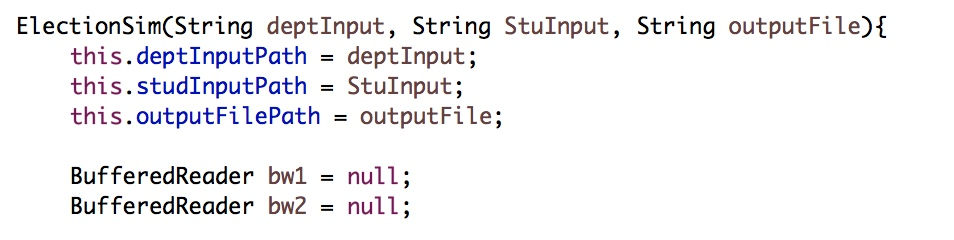 ElectionSim(String deptInput, String StuInput, String outputFile){
this.deptInputPath = deptInput;
this.studInputPath = StuInput;
this.outputFilePath = outputFile;
BufferedReader bw1 = null;
BufferedReader bw2 = null;